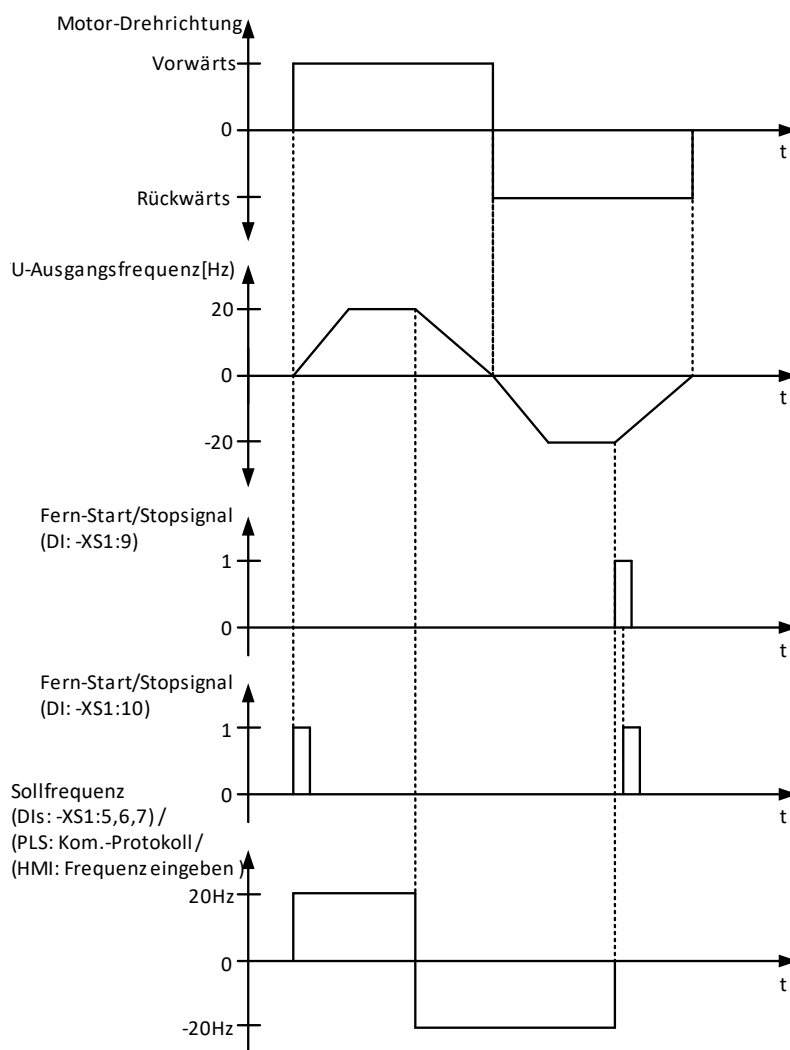 Motor-Drehrichtung
Vorwärts
0
t
Rückwärts
U-Ausgangsfrequenz[Hz)
20
0
t
-20
Fern-Start/Stopsignal
(DI: -XS1:9)
1
0
t
Fern-Start/Stopsignal
(DI: -XS1:10)
1
0
t
Sollfrequenz
(DIs: -XS1:5,6,7) /
(PLS: Kom.-Protokoll /
(HMI: Frequenz eingeben )
20Hz
0
t
-20Hz